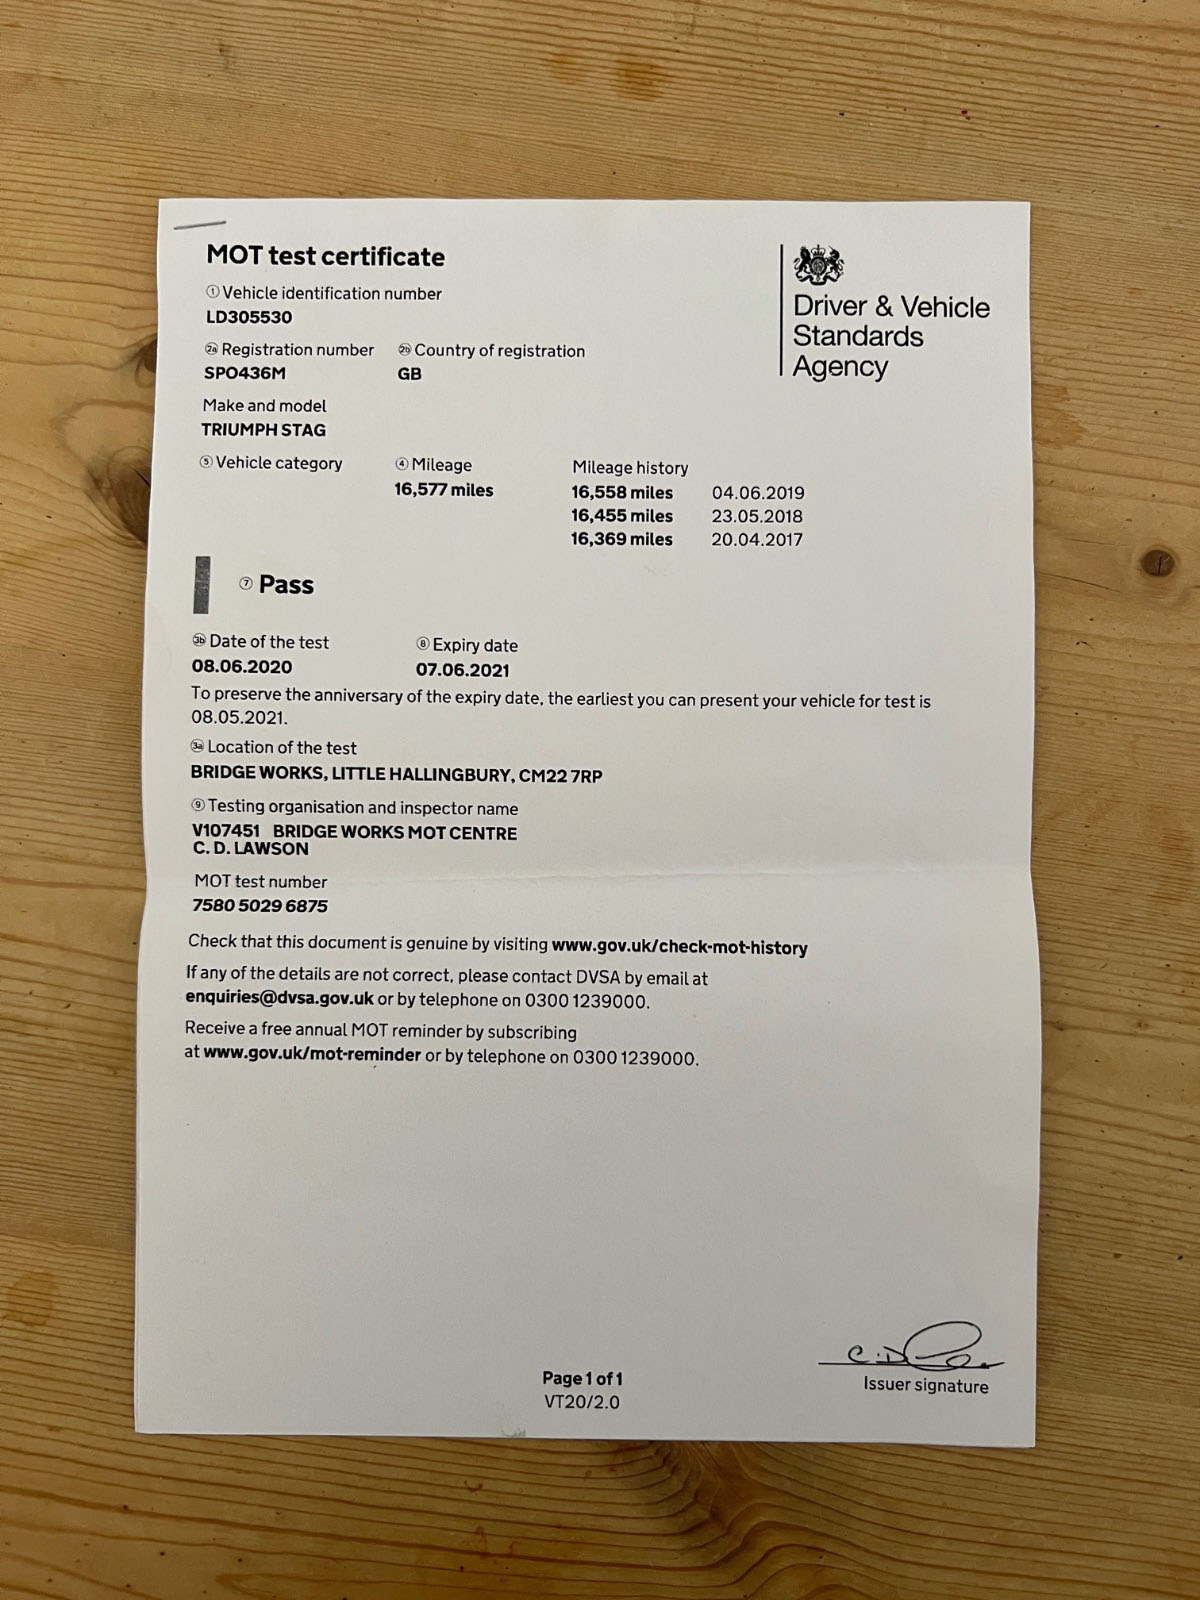 MOT test certificate
1 Vehicle identification number
LD305530
2a Registration number 2b Country of registration
SPO436M GB
Make and model
TRIUMPH STAG
5 Vehicle category 4 Mileage Mileage history
16,577 miles 16,558 miles 04.06.2019
16,455 miles 23.05.2018
16,369 miles 20.04.2017
Driver & Vehicle
Standards
Agency
7 Pass
3b Date of the test 8 Expiry date
08.06.2020 07.06.2021
To preserve the anniversary of the expiry date, the earliest you can present your vehicle for test is
08.05.2021.
3a Location of the test
BRIDGE WORKS, LITTLE HALLINGBURY, CM22 7RP
9 Testing organisation and inspector name
V107451 BRIDGE WORKS MOT CENTRE
C. D. LAWSON
MOT test number
7580 5029 6875
Check that this document is genuine by visiting www.gov.uk/check-mot-history
If any of the details are not correct, please contact DVSA by email at
enquiries@dvsa.gov.uk or by telephone on 0300 1239000.
Receive a free annual MOT reminder by subscribing
at www.gov.uk/mot-reminder or by telephone on 0300 1239000.
C.D
Issuer signature
Page 1 of 1
VT20/2.0